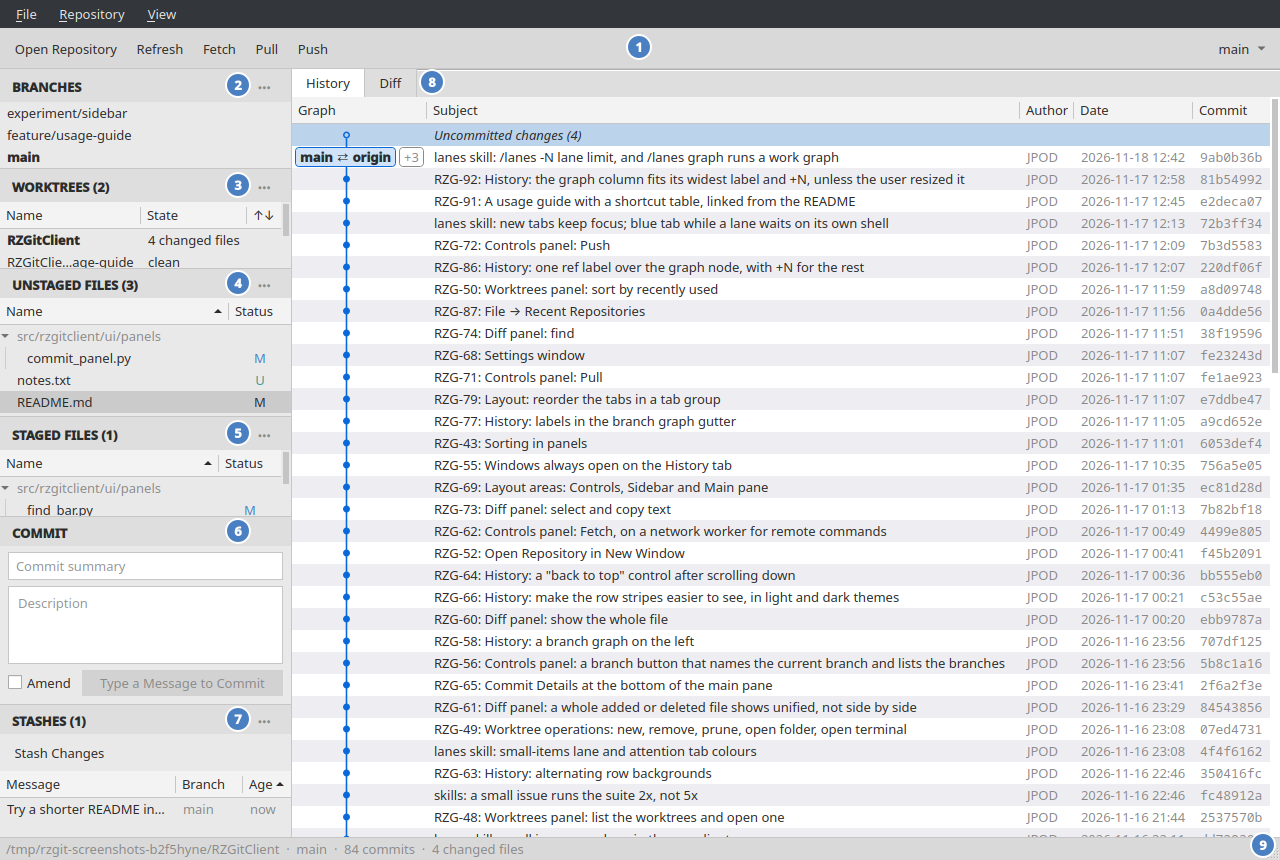 File Repository View
Open Repository Refresh Fetch Pull Push 1 main
BRANCHES 2 ...
experiment/sidebar
feature/usage-guide
main
WORKTREES (2) 3 ...
Name State ↑↓
RZGitClient 4 changed files
RZGitClie...age-guide clean
UNSTAGED FILES (3) 4 ...
Name Status
src/rzgitclient/ui/panels
commit_panel.py M
notes.txt U
README.md M
STAGED FILES (1) 5 ...
Name Status
src/rzgitclient/ui/panels
find_bar.py M
COMMIT 6
Commit summary
Description
Amend Type a Message to Commit
STASHES (1) 7 ...
Stash Changes
Message Branch Age
Try a shorter README in... main now
History Diff 8
Graph Subject Author Date Commit
Uncommitted changes (4)
main ⇄ origin +3 lanes skill: /lanes -N lane limit, and /lanes graph runs a work graph JPOD 2026-11-18 12:42 9ab0b36b
RZG-92: History: the graph column fits its widest label and +N, unless the user resized it JPOD 2026-11-17 12:58 81b54992
RZG-91: A usage guide with a shortcut table, linked from the README JPOD 2026-11-17 12:45 e2deca07
lanes skill: new tabs keep focus; blue tab while a lane waits on its own shell JPOD 2026-11-17 12:13 72b3ff34
RZG-72: Controls panel: Push JPOD 2026-11-17 12:09 7b3d5583
RZG-86: History: one ref label over the graph node, with +N for the rest JPOD 2026-11-17 12:07 220df06f
RZG-50: Worktrees panel: sort by recently used JPOD 2026-11-17 11:59 a8d09748
RZG-87: File → Recent Repositories JPOD 2026-11-17 11:56 0a4dde56
RZG-74: Diff panel: find JPOD 2026-11-17 11:51 38f19596
RZG-68: Settings window JPOD 2026-11-17 11:07 fe23243d
RZG-71: Controls panel: Pull JPOD 2026-11-17 11:07 fe1ae923
RZG-79: Layout: reorder the tabs in a tab group JPOD 2026-11-17 11:07 e7ddbe47
RZG-77: History: labels in the branch graph gutter JPOD 2026-11-17 11:05 a9cd652e
RZG-43: Sorting in panels JPOD 2026-11-17 11:01 6053def4
RZG-55: Windows always open on the History tab JPOD 2026-11-17 10:35 756a5e05
RZG-69: Layout areas: Controls, Sidebar and Main pane JPOD 2026-11-17 01:35 ec81d28d
RZG-73: Diff panel: select and copy text JPOD 2026-11-17 01:13 7b82bf18
RZG-62: Controls panel: Fetch, on a network worker for remote commands JPOD 2026-11-17 00:49 4499e805
RZG-52: Open Repository in New Window JPOD 2026-11-17 00:41 f45b2091
RZG-64: History: a "back to top" control after scrolling down JPOD 2026-11-17 00:36 bb555eb0
RZG-66: History: make the row stripes easier to see, in light and dark themes JPOD 2026-11-17 00:21 c53c55ae
RZG-60: Diff panel: show the whole file JPOD 2026-11-17 00:20 ebb9787a
RZG-58: History: a branch graph on the left JPOD 2026-11-16 23:56 707df125
RZG-56: Controls panel: a branch button that names the current branch and lists the branches JPOD 2026-11-16 23:56 5b8c1a16
RZG-65: Commit Details at the bottom of the main pane JPOD 2026-11-16 23:41 2f6a2f3e
RZG-61: Diff panel: a whole added or deleted file shows unified, not side by side JPOD 2026-11-16 23:29 84543856
RZG-49: Worktree operations: new, remove, prune, open folder, open terminal JPOD 2026-11-16 23:08 07ed4731
lanes skill: small-items lane and attention tab colours JPOD 2026-11-16 23:08 4f4f6162
RZG-63: History: alternating row backgrounds JPOD 2026-11-16 22:46 350416fc
skills: a small issue runs the suite 2x, not 5x JPOD 2026-11-16 22:46 fc48912a
RZG-48: Worktrees panel: list the worktrees and open one JPOD 2026-11-16 21:44 2537570b
/tmp/rzgit-screenshots-b2f5hyne/RZGitClient · main · 84 commits · 4 changed files 9